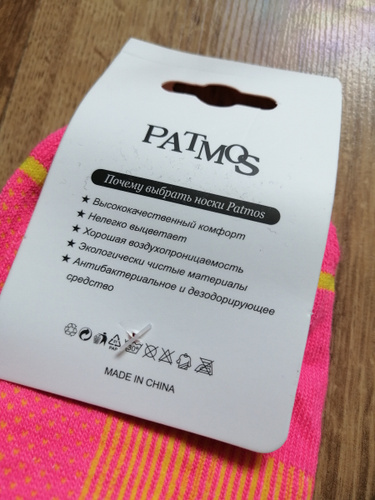 PATMOS
Почему выбрать носки Patmos
★ Высококачественный комфорт
★ Нелегко выцветает
★ Хорошая воздухопроницаемость
★ Экологически чистые материалы
★ Антибактериальное и дезодорирующее
средство
MADE IN CHINA